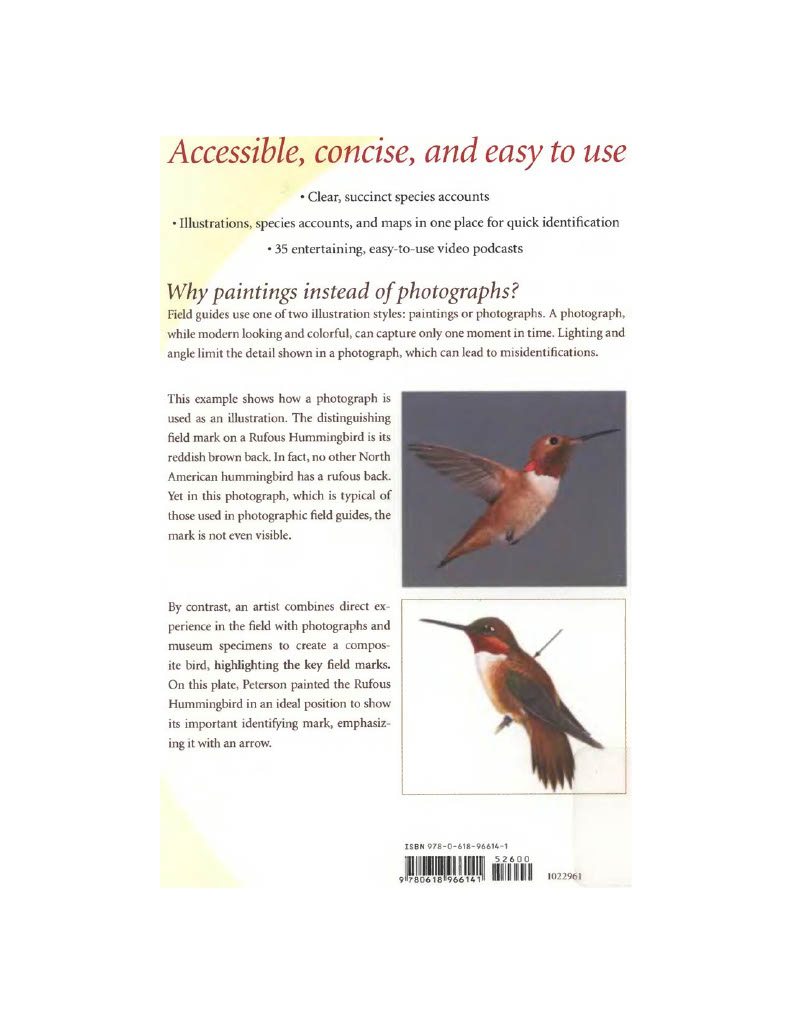 Accessible, concise, and easy to use
• Clear, succinct species accounts
• Illustrations, species accounts, and maps in one place for quick identification
• 35 entertaining, easy-to-use video podcasts
Why paintings instead of photographs?
Field guides use one of two illustration styles: paintings or photographs. A photograph,
while modern looking and colorful, can capture only one moment in time. Lighting and
angle limit the detail shown in a photograph, which can lead to misidentifications.
This example shows how a photograph is
used as an illustration. The distinguishing
field mark on a Rufous Hummingbird is its
reddish brown back. In fact, no other North
American hummingbird has a rufous back.
Yet in this photograph, which is typical of
those used in photographic field guides, the
mark is not even visible.
By contrast, an artist combines direct ex-
perience in the field with photographs and
museum specimens to create a compos-
ite bird, highlighting the key field marks.
On this plate, Peterson painted the Rufous
Hummingbird in an ideal position to show
its important identifying mark, emphasiz-
ing it with an arrow.
ISBN 978-0-618-96614-1
52600
9 780618 966141
1022961